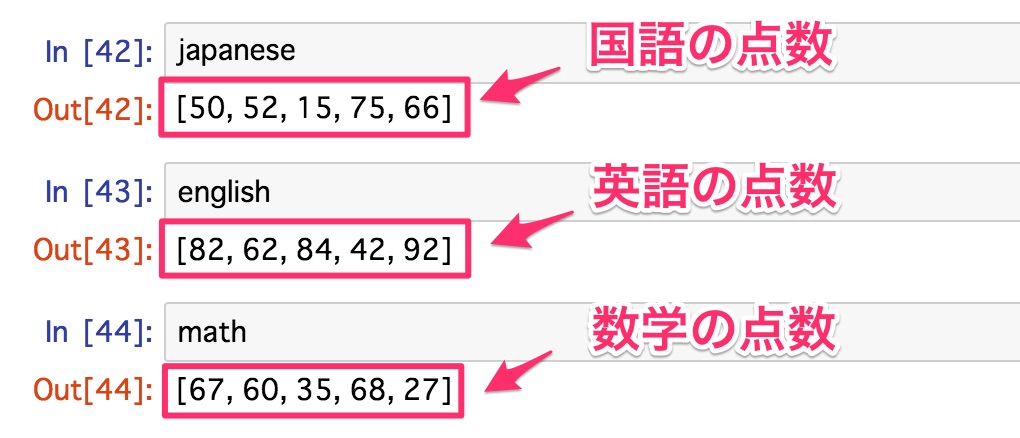 In [42]: japanese
国語の点数
Out[42]: [50, 52, 15, 75, 66]
In [43]: english
英語の点数
Out[43]: [82, 62, 84, 42, 92]
In [44]: math
数学の点数
Out[44]: [67, 60, 35, 68, 27]